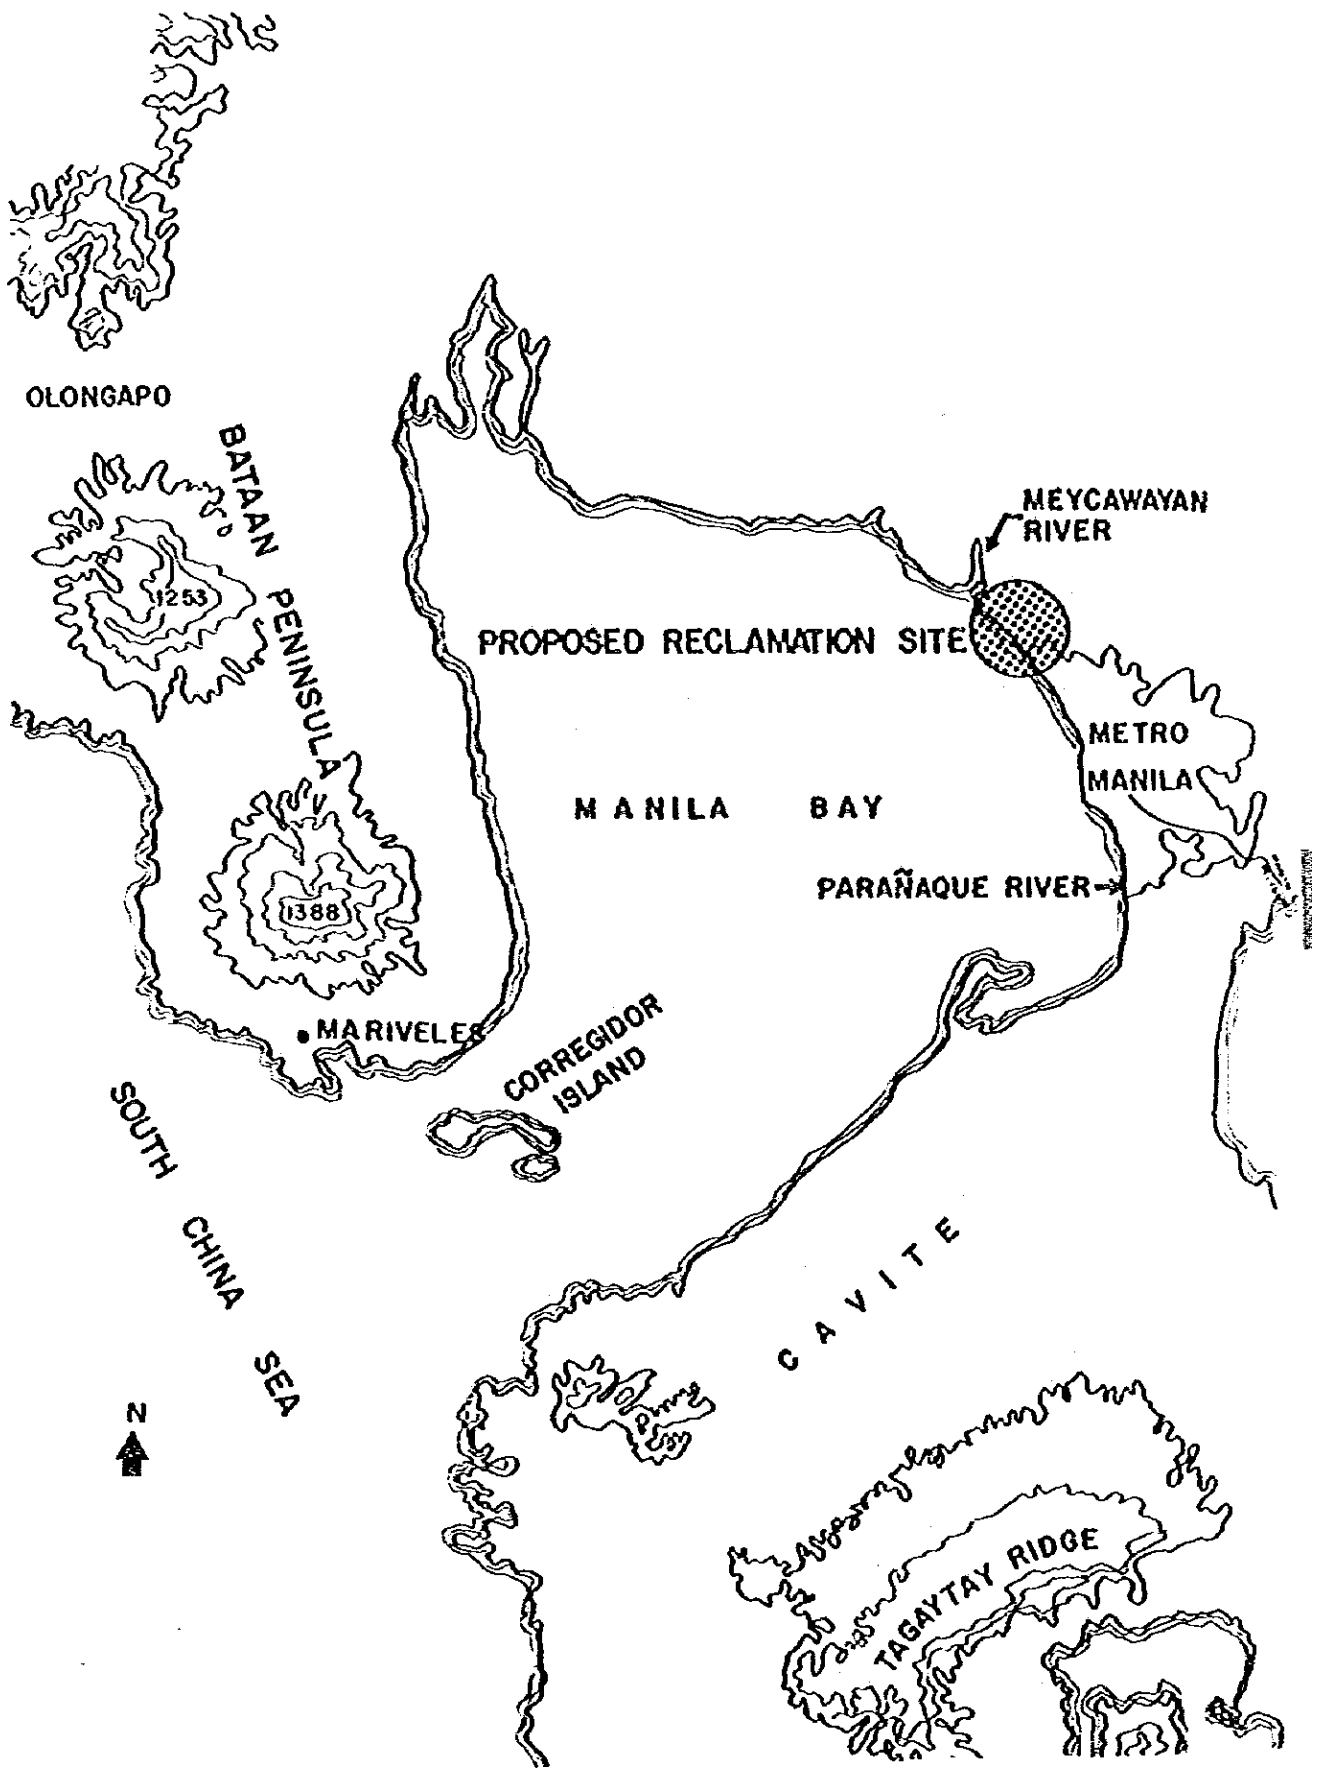 OLONGAPO
BATAAN PENINSULA
MEYCAWAYAN
RIVER
1253
PROPOSED RECLAMATION SITE
METRO
MANILA
MANILA BAY
PARAÑAQUE RIVER
1388
MARIVELES
CORREGIDOR
ISLAND
SOUTH CHINA SEA
CAVITE
N
TAGAYTAY RIDGE